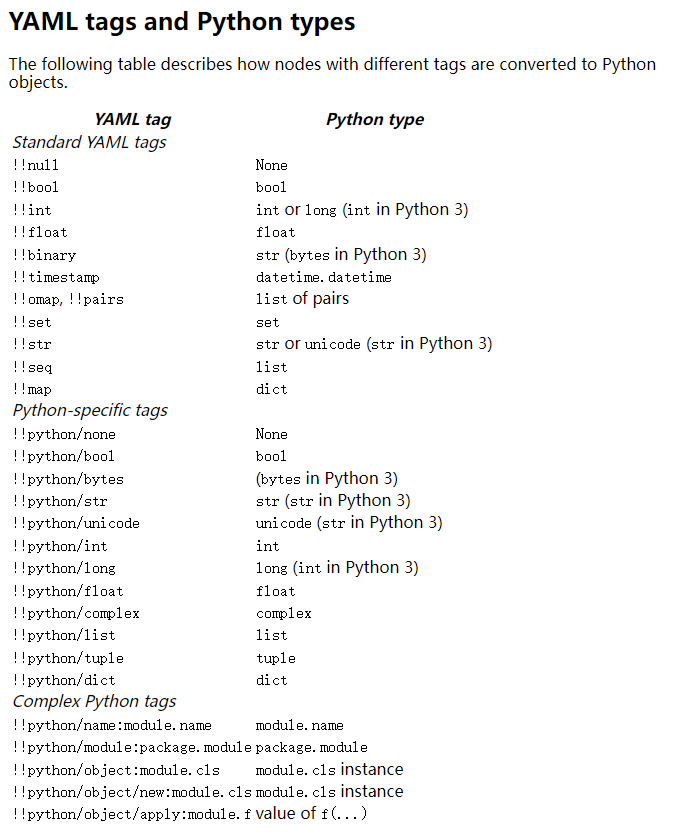 YAML tags and Python types
The following table describes how nodes with different tags are converted to Python
objects.
YAML tag Python type
Standard YAML tags
!!null None
!!bool bool
!!int int or long (int in Python 3)
!!float float
!!binary str (bytes in Python 3)
!!timestamp datetime.datetime
!!omap, !!pairs list of pairs
!!set set
!!str str or unicode (str in Python 3)
!!seq list
!!map dict
Python-specific tags
!!python/none None
!!python/bool bool
!!python/bytes (bytes in Python 3)
!!python/str str (str in Python 3)
!!python/unicode unicode (str in Python 3)
!!python/int int
!!python/long long (int in Python 3)
!!python/float float
!!python/complex complex
!!python/list list
!!python/tuple tuple
!!python/dict dict
Complex Python tags
!!python/name:module.name module.name
!!python/module:package.module package.module
!!python/object:module.cls module.cls instance
!!python/object/new:module.cls module.cls instance
!!python/object/apply:module.f value of f(...)